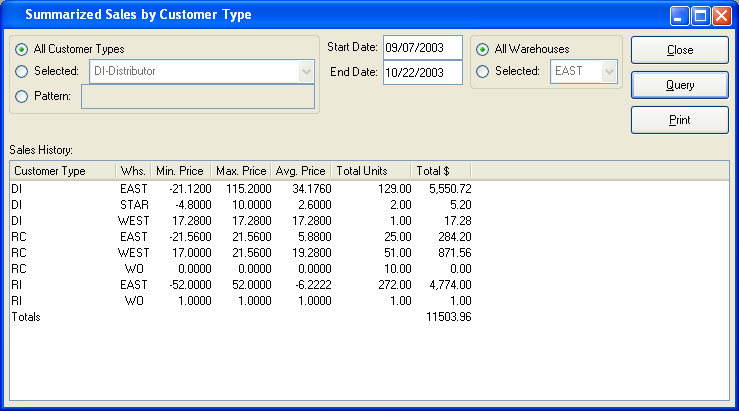 Summarized Sales by Customer Type
All Customer Types
Selected: DI-Distributor
Pattern:
Start Date: 09/07/2003
End Date: 10/22/2003
All Warehouses
Selected: EAST
Close
Query
Print
Sales History:
Customer Type Whs. Min. Price Max. Price Avg. Price Total Units Total $
DI EAST -21.1200 115.2000 34.1760 129.00 5,550.72
DI STAR -4.8000 10.0000 2.6000 2.00 5.20
DI WEST 17.2800 17.2800 17.2800 1.00 17.28
RC EAST -21.5600 21.5600 5.8800 25.00 284.20
RC WEST 17.0000 21.5600 19.2800 51.00 871.56
RC WO 0.0000 0.0000 0.0000 10.00 0.00
RI EAST -52.0000 52.0000 -6.2222 272.00 4,774.00
RI WO 1.0000 1.0000 1.0000 1.00 1.00
Totals 11503.96